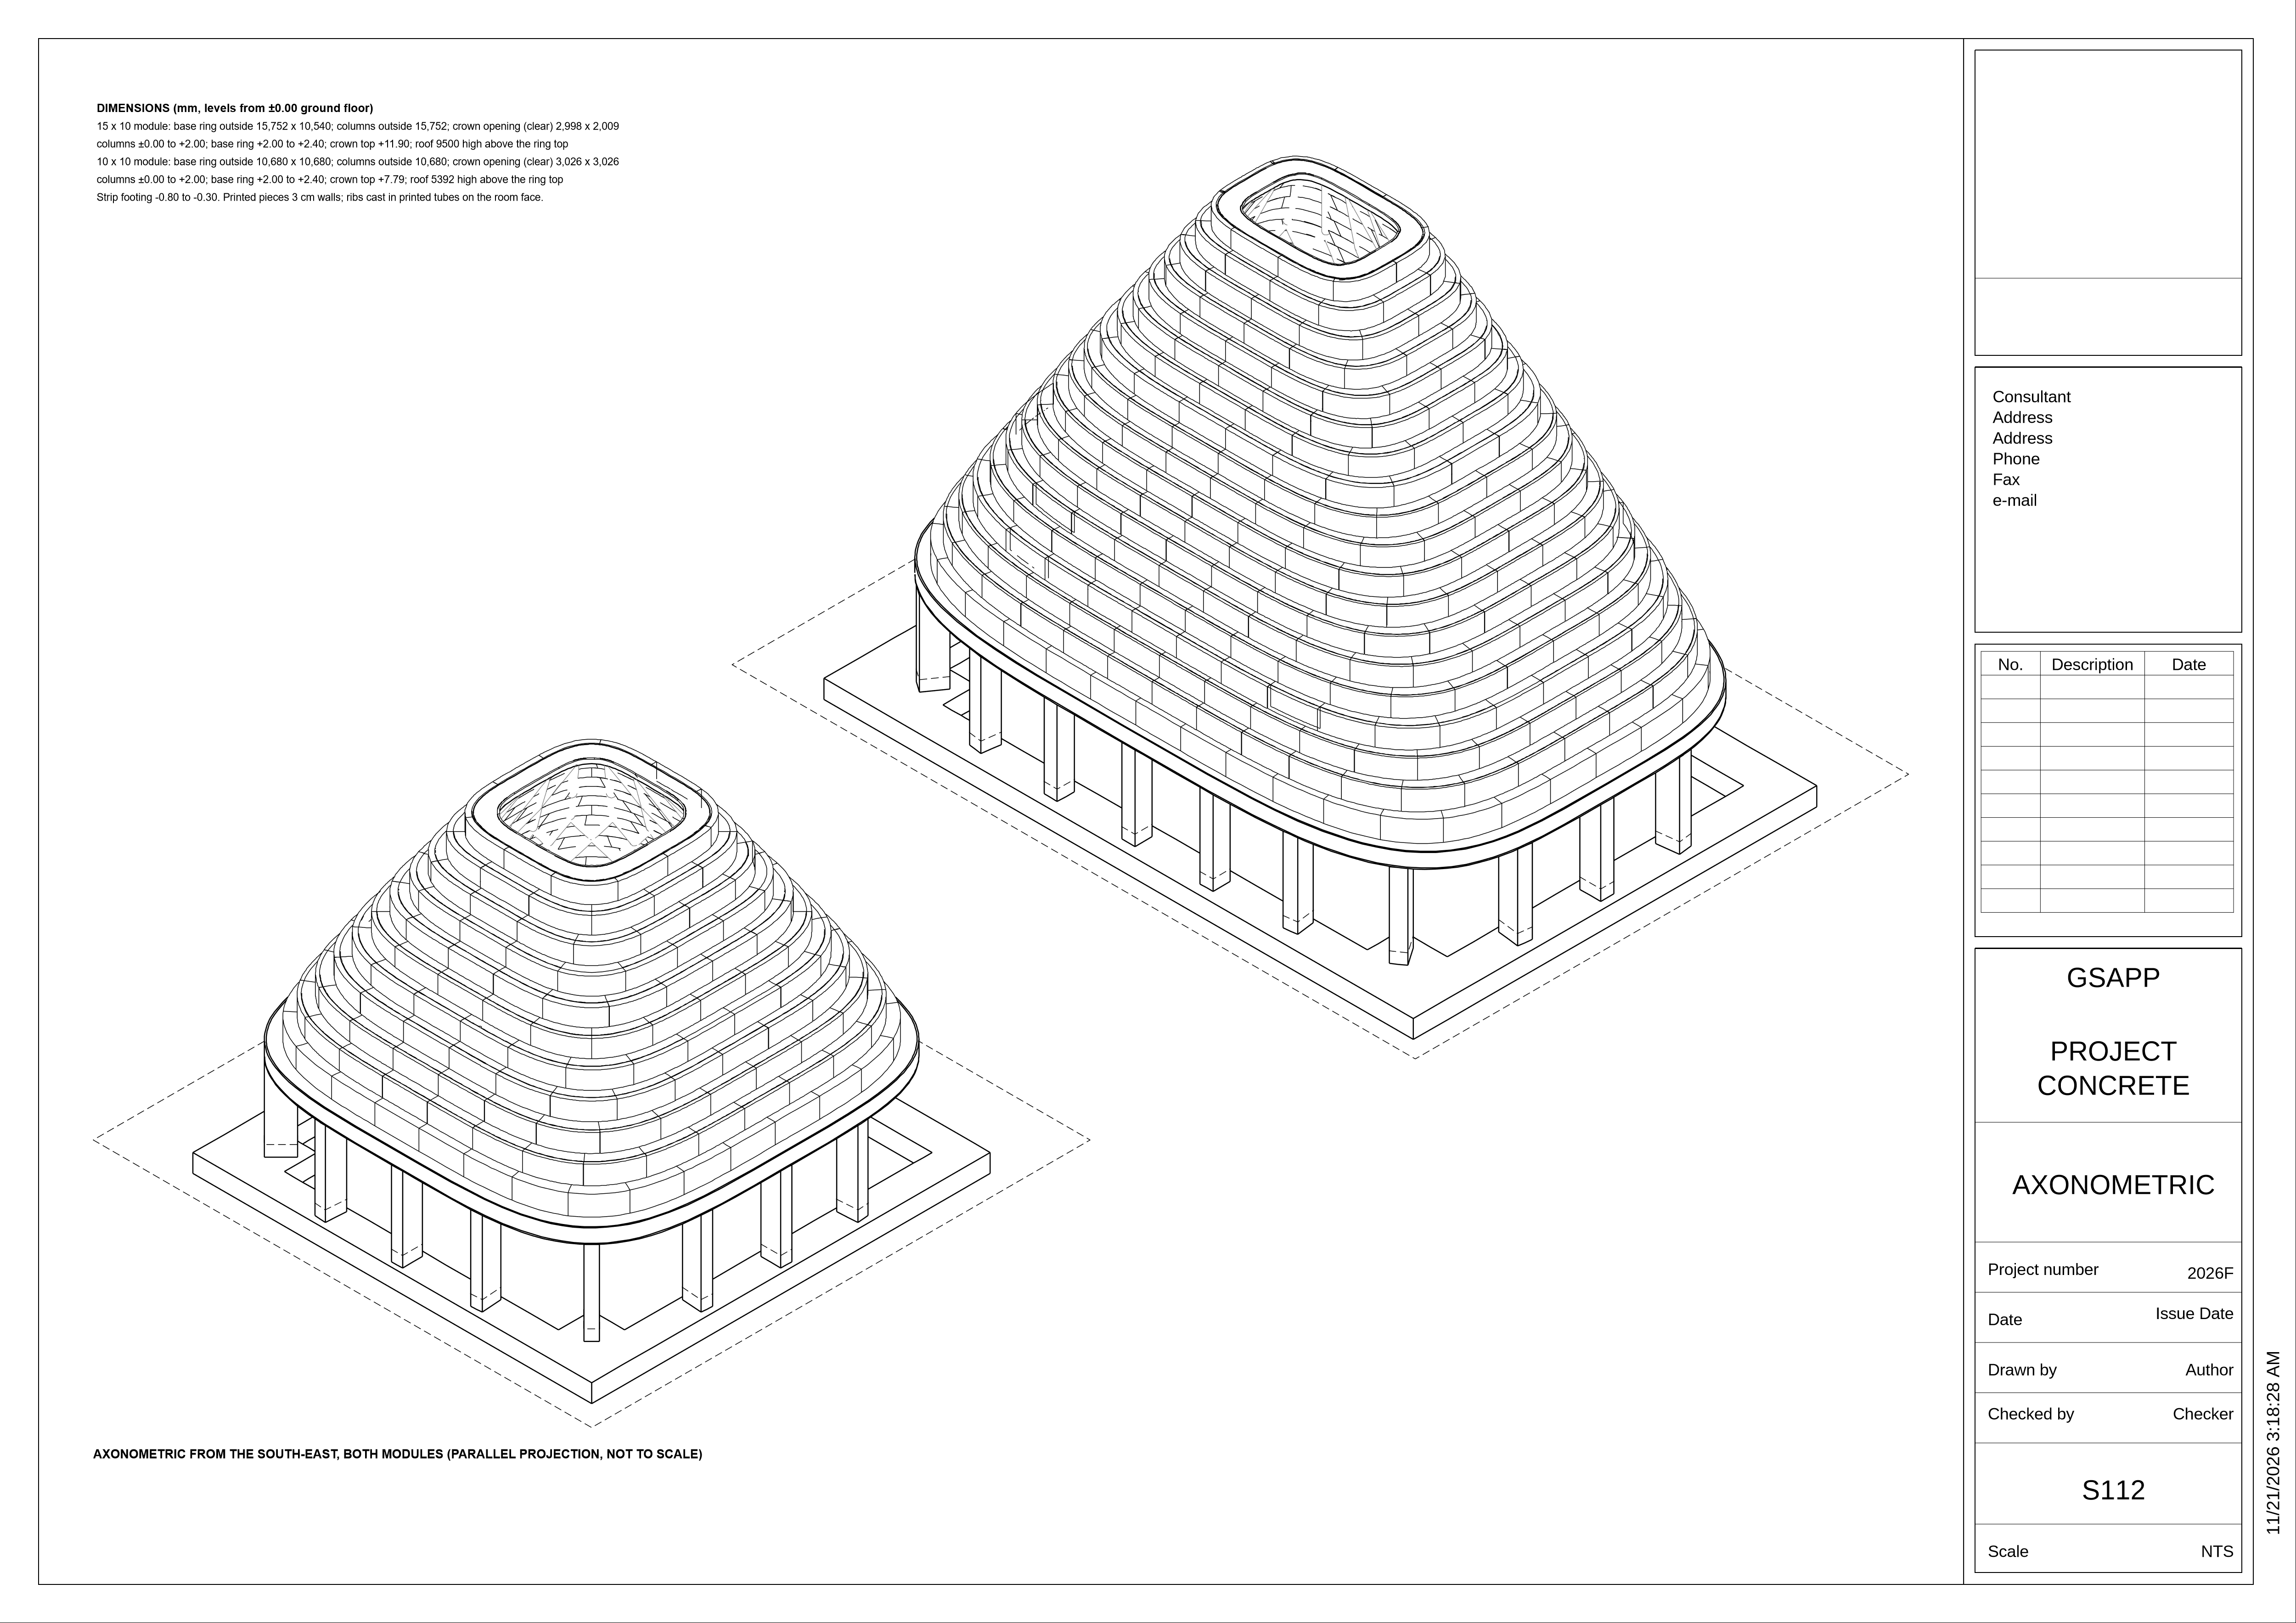 DIMENSIONS (mm, levels from ±0.00 ground floor)
15 x 10 module: base ring outside 15,752 x 10,540; columns outside 15,752; crown opening (clear) 2,998 x 2,009
columns ±0.00 to +2.00; base ring +2.00 to +2.40; crown top +11.90; roof 9500 high above the ring top
10 x 10 module: base ring outside 10,680 x 10,680; columns outside 10,680; crown opening (clear) 3,026 x 3,026
columns ±0.00 to +2.00; base ring +2.00 to +2.40; crown top +7.79; roof 5392 high above the ring top
Strip footing -0.80 to -0.30. Printed pieces 3 cm walls; ribs cast in printed tubes on the room face.
AXONOMETRIC FROM THE SOUTH-EAST, BOTH MODULES (PARALLEL PROJECTION, NOT TO SCALE)
Consultant
Address
Address
Phone
Fax
e-mail
No. Description Date
GSAPP
PROJECT
CONCRETE
AXONOMETRIC
Project number 2026F
Date Issue Date
Drawn by Author
Checked by Checker
S112
Scale NTS
11/21/2026 3:18:28 AM